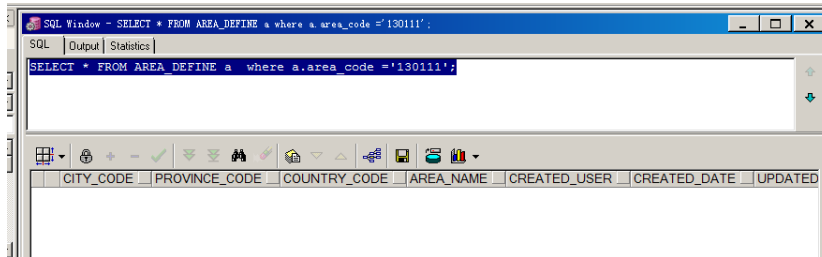 SQL Window - SELECT * FROM AREA_DEFINE a where a.area_code ='130111';
SQL Output Statistics
SELECT * FROM AREA_DEFINE a  where a.area_code ='130111';
CITY_CODE PROVINCE_CODE COUNTRY_CODE AREA_NAME CREATED_USER CREATED_DATE UPDATED